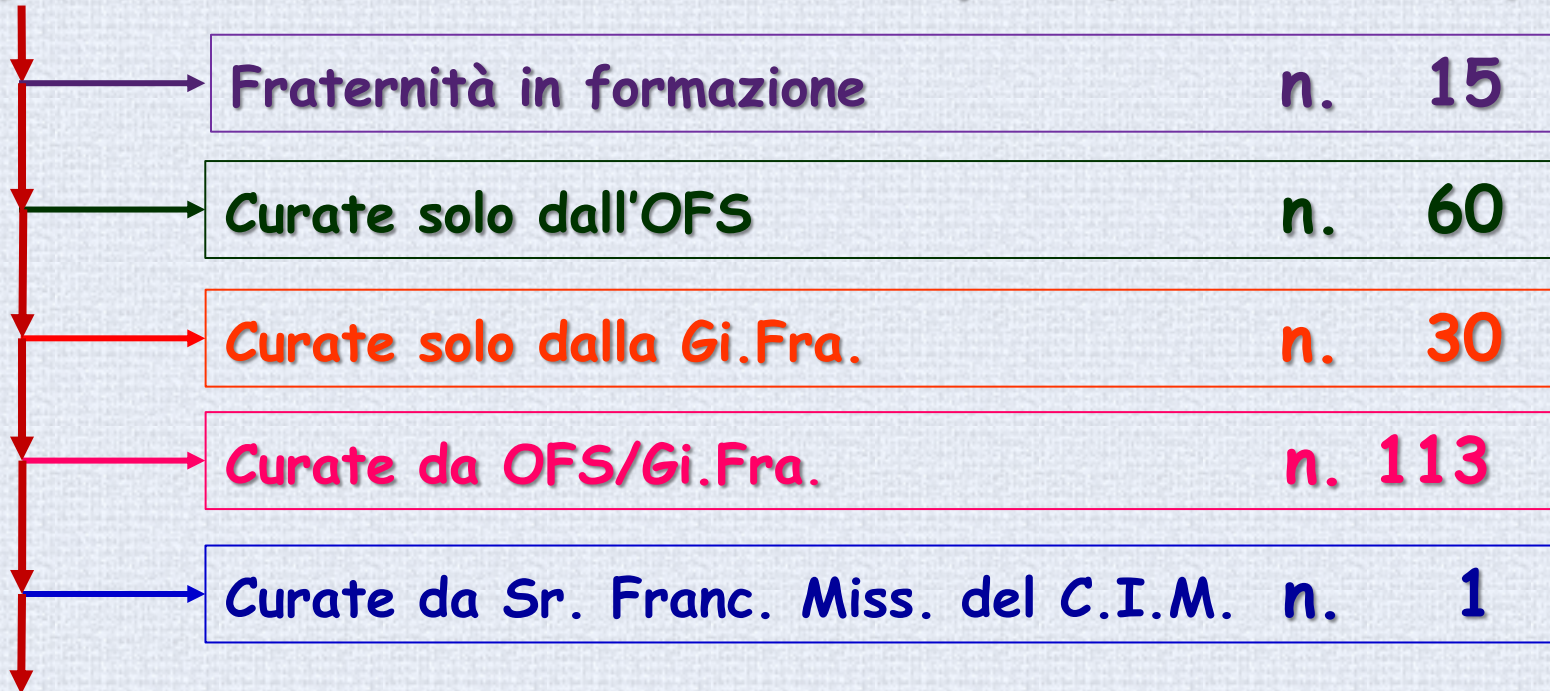 Fraternità in formazione n. 15
Curate solo dall'OFS n. 60
Curate solo dalla Gi.Fra. n. 30
Curate da OFS/Gi.Fra. n. 113
Curate da Sr. Franc. Miss. del C.I.M. n. 1